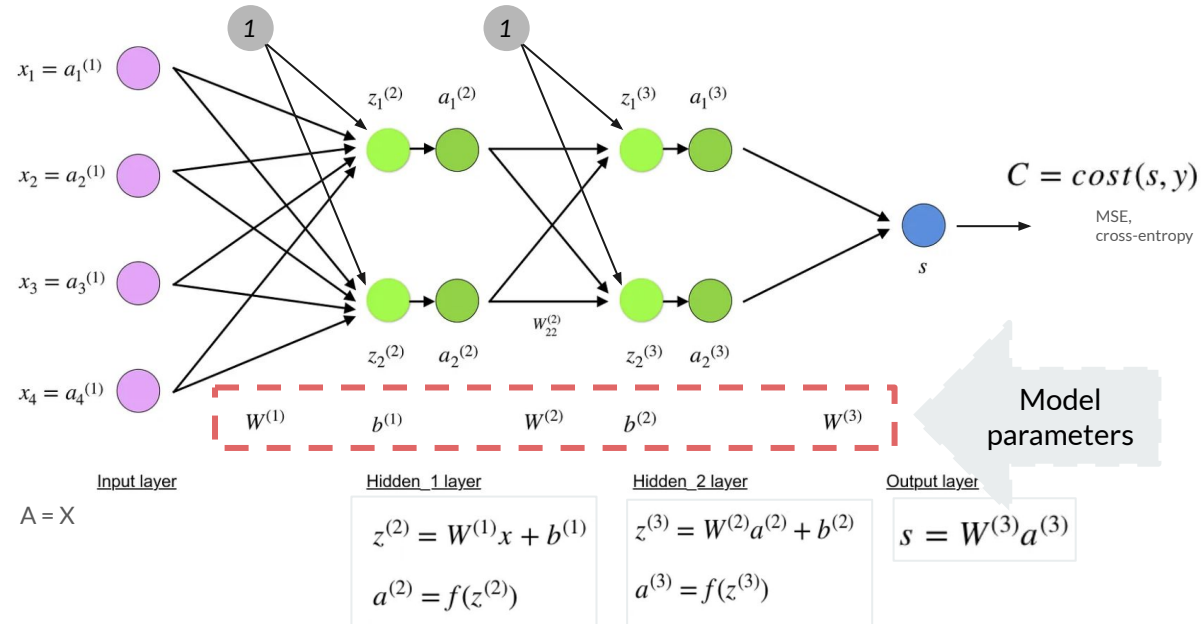 1
1
x₁ = a₁⁽¹⁾
z₁⁽²⁾ a₁⁽²⁾
z₁⁽³⁾ a₁⁽³⁾
x₂ = a₂⁽¹⁾
C = cost(s, y)
MSE,
cross-entropy
s
x₃ = a₃⁽¹⁾
W₂₂⁽²⁾
z₂⁽²⁾ a₂⁽²⁾
z₂⁽³⁾ a₂⁽³⁾
x₄ = a₄⁽¹⁾
W⁽¹⁾ b⁽¹⁾ W⁽²⁾ b⁽²⁾ W⁽³⁾
Model
parameters
Input layer
Hidden_1 layer
Hidden_2 layer
Output layer
A = X
z⁽²⁾ = W⁽¹⁾x + b⁽¹⁾
a⁽²⁾ = f(z⁽²⁾)
z⁽³⁾ = W⁽²⁾a⁽²⁾ + b⁽²⁾
a⁽³⁾ = f(z⁽³⁾)
s = W⁽³⁾a⁽³⁾